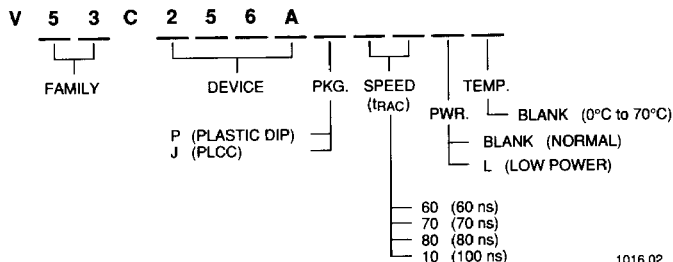 V 5 3 C 2 5 6 A
FAMILY DEVICE PKG. SPEED TEMP.
(tRAC) PWR. BLANK (0°C to 70°C)
P (PLASTIC DIP) BLANK (NORMAL)
J (PLCC) L (LOW POWER)
60 (60 ns)
70 (70 ns)
80 (80 ns)
10 (100 ns)
1016 02